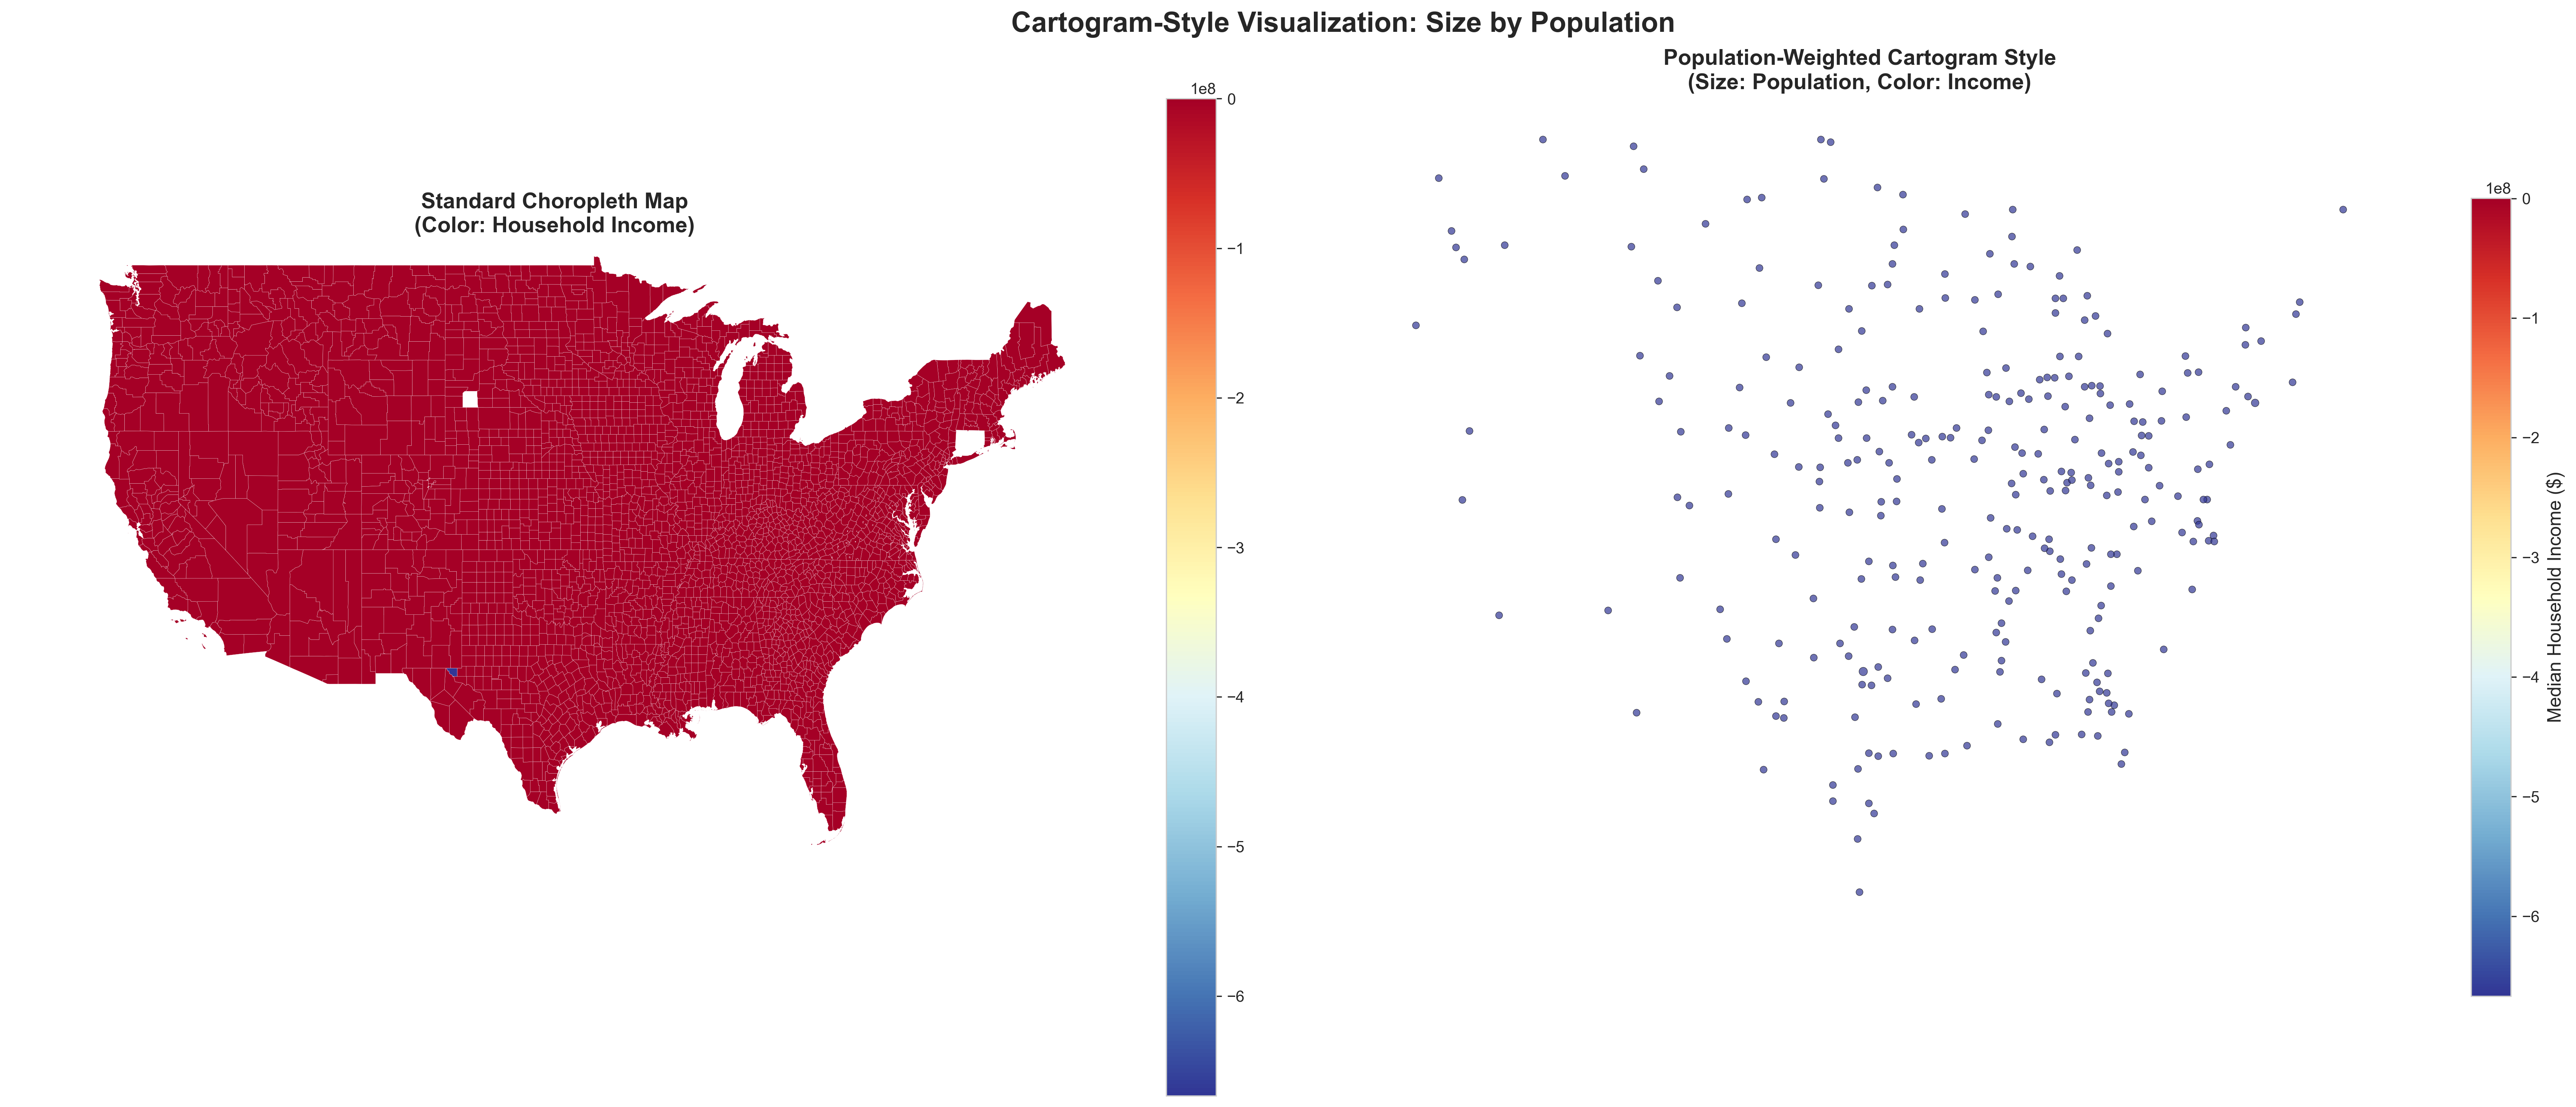 Cartogram-Style Visualization: Size by Population
Standard Choropleth Map
(Color: Household Income)
1e8
0
−1
−2
−3
−4
−5
−6
Population-Weighted Cartogram Style
(Size: Population, Color: Income)
1e8
0
−1
−2
−3
−4
−5
−6
Median Household Income ($)